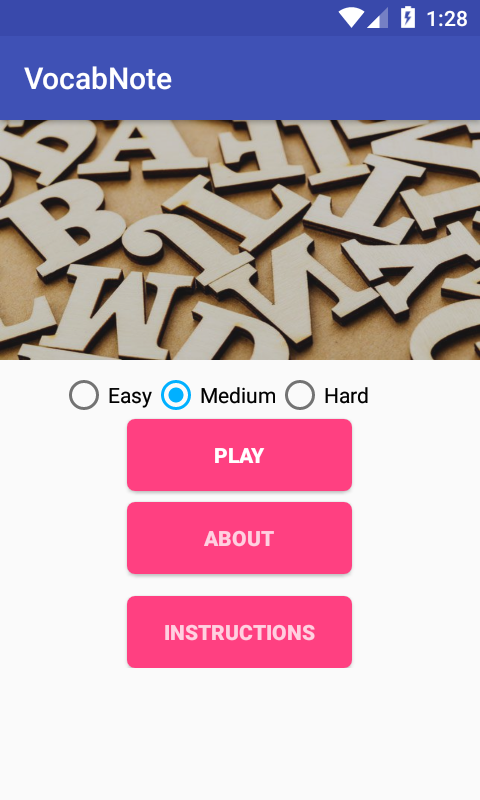 1:28
VocabNote
Easy Medium Hard
PLAY
ABOUT
INSTRUCTIONS